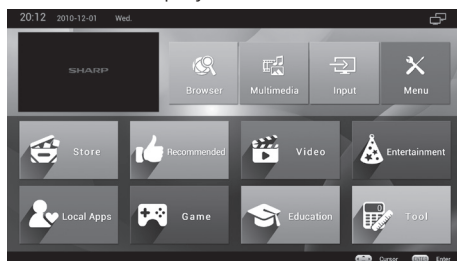 20:12 2010-12-01 Wed.
SHARP
Browser Multimedia Input Menu
Store Recommended Video Entertainment
Local Apps Game Education Tool
Cursor Enter